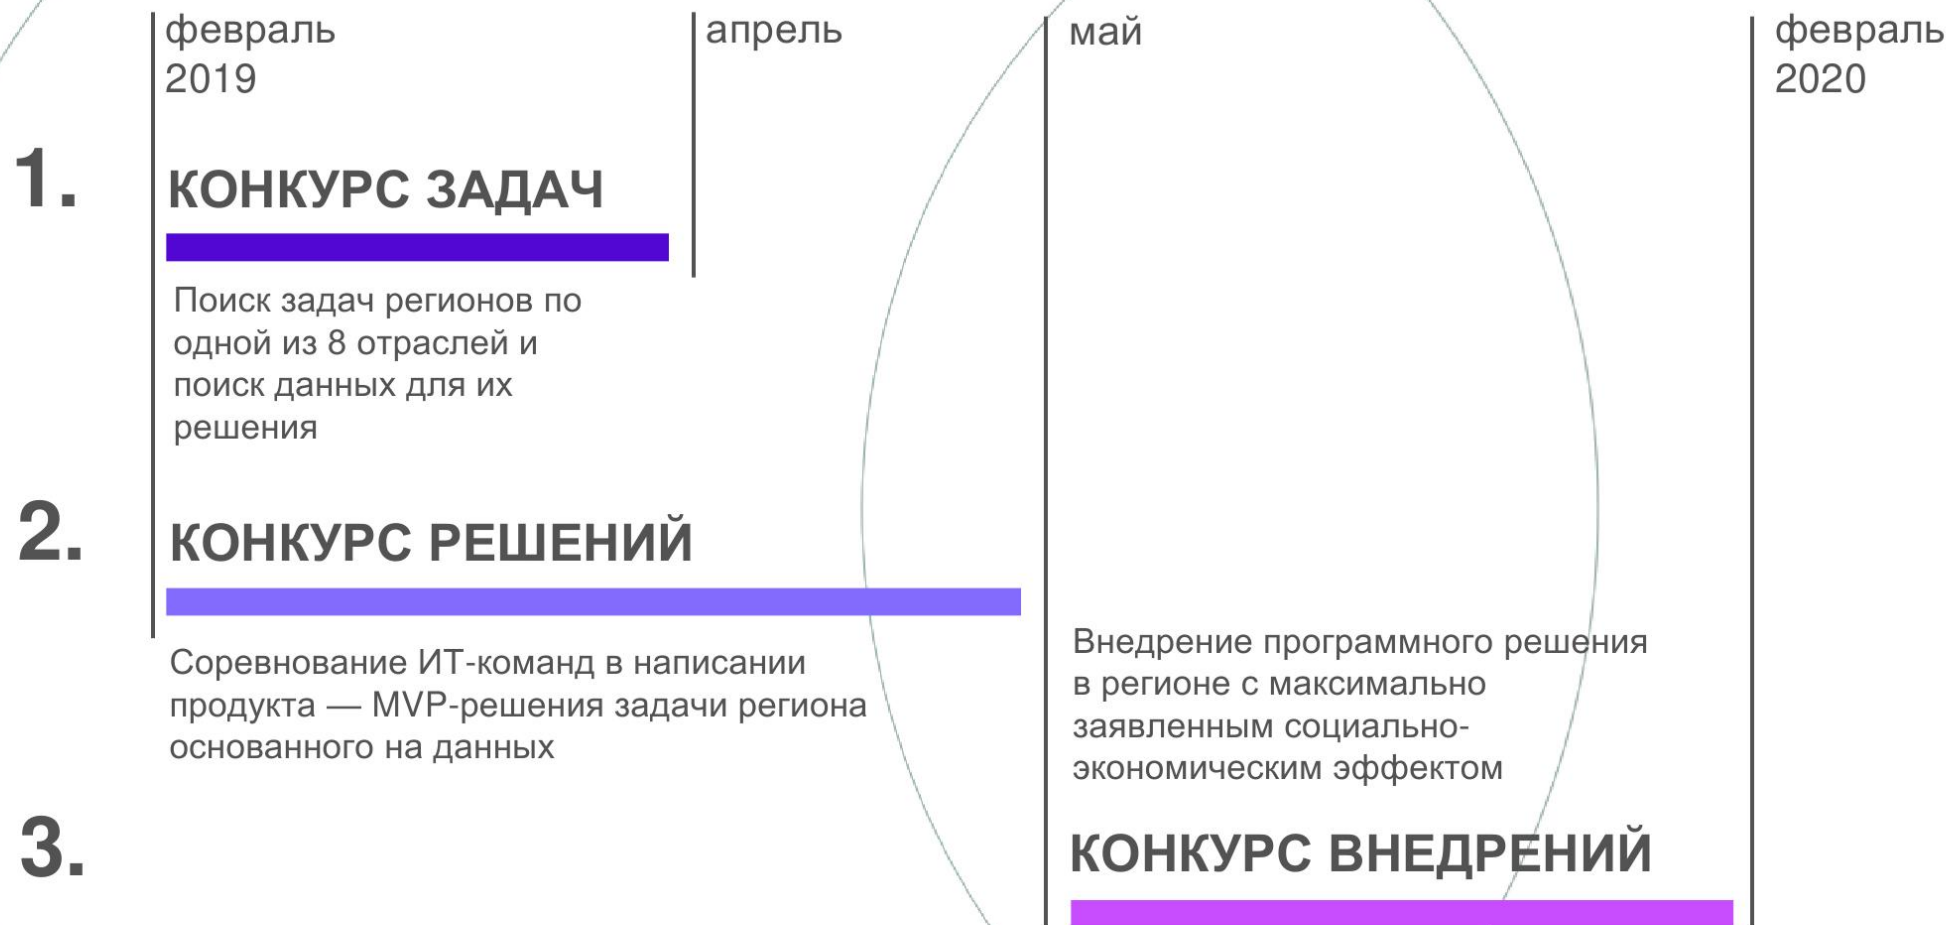 февраль
2019
апрель
май
февраль
2020
1.
КОНКУРС ЗАДАЧ
Поиск задач регионов по
одной из 8 отраслей и
поиск данных для их
решения
2.
КОНКУРС РЕШЕНИЙ
Соревнование ИТ-команд в написании
продукта — MVP-решения задачи региона
основанного на данных
Внедрение программного решения
в регионе с максимально
заявленным социально-
экономическим эффектом
3.
КОНКУРС ВНЕДРЕНИЙ